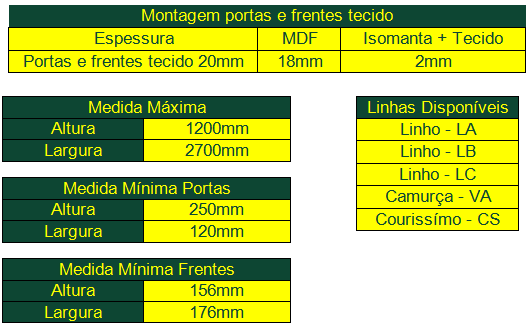 Montagem portas e frentes tecido
Espessura MDF Isomanta + Tecido
Portas e frentes tecido 20mm 18mm 2mm
Medida Máxima
Altura 1200mm
Largura 2700mm
Medida Mínima Portas
Altura 250mm
Largura 120mm
Medida Mínima Frentes
Altura 156mm
Largura 176mm
Linhas Disponíveis
Linho - LA
Linho - LB
Linho - LC
Camurça - VA
Courissímo - CS